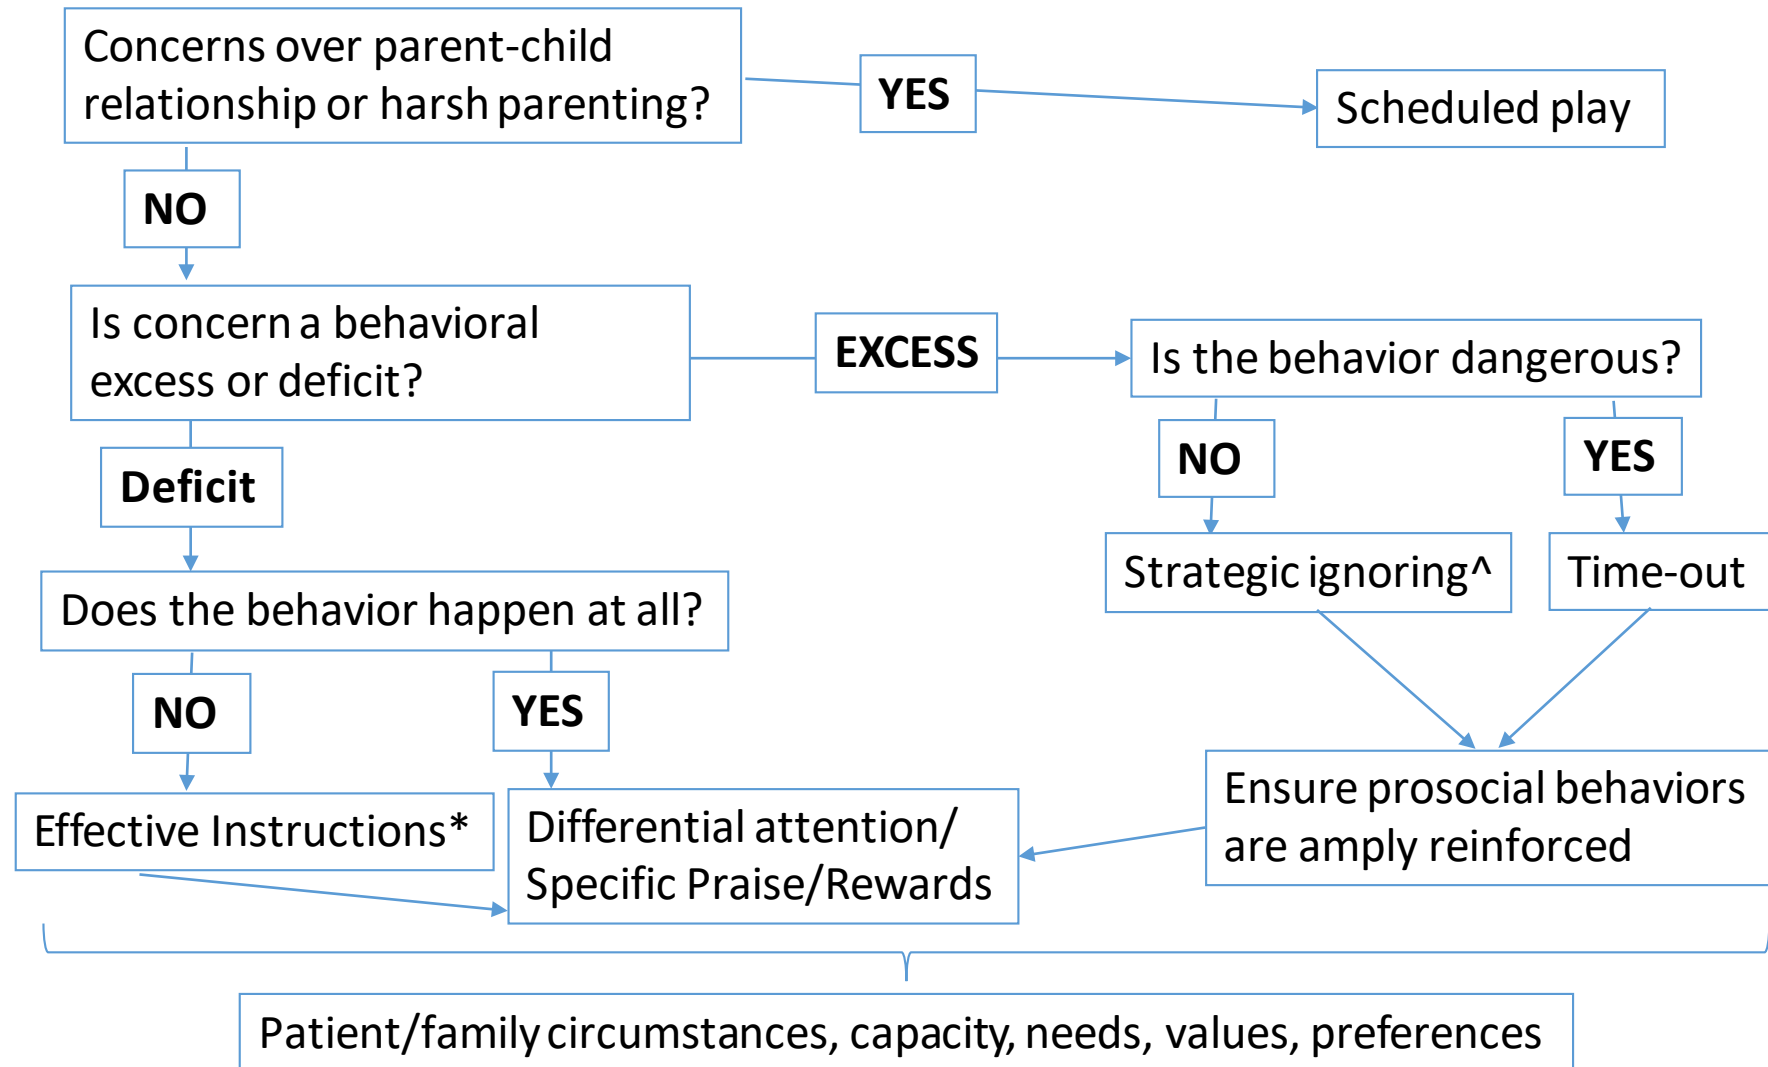 Concerns over parent-child
relationship or harsh parenting?
YES
Scheduled play
NO
Is concern a behavioral
excess or deficit?
EXCESS
Is the behavior dangerous?
Deficit
NO
YES
Strategic ignoring^
Time-out
Does the behavior happen at all?
NO
YES
Effective Instructions*
Differential attention/
Specific Praise/Rewards
Ensure prosocial behaviors
are amply reinforced
Patient/family circumstances, capacity, needs, values, preferences